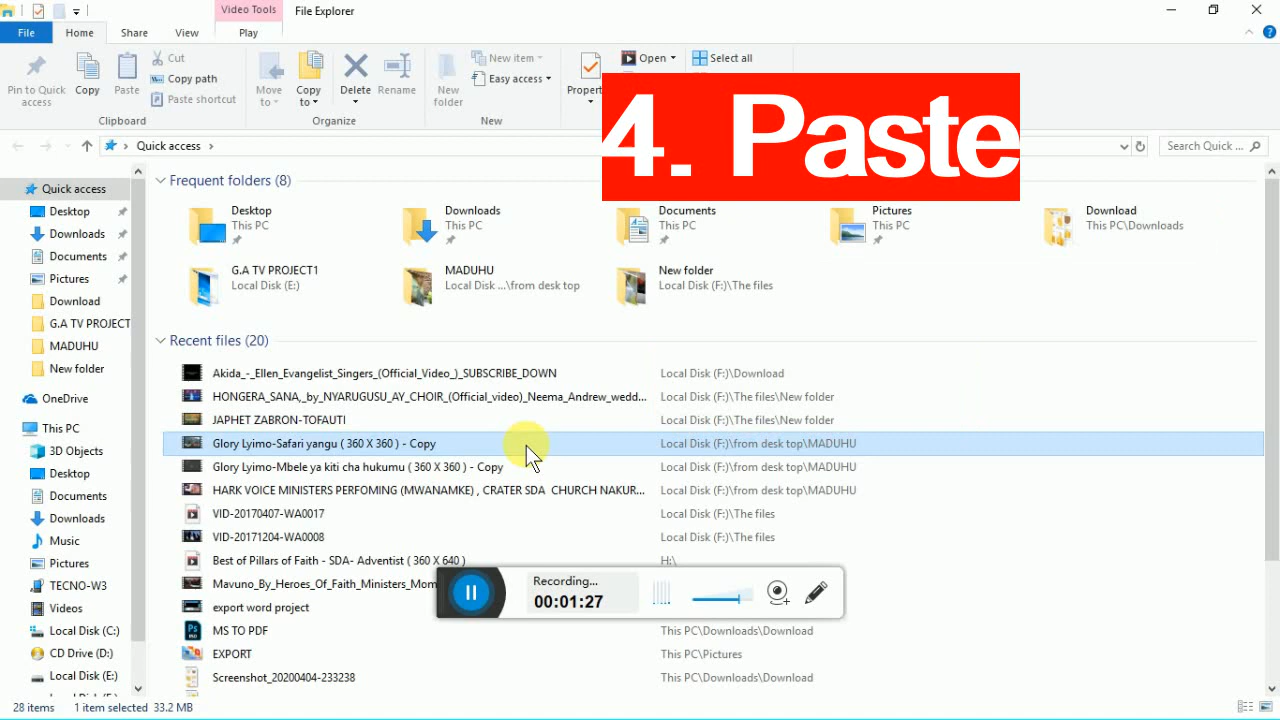 Video Tools
File Explorer
File
Home
Share
View
Play
Pin to Quick
access
Copy
Paste
Cut
Copy path
Paste shortcut
Clipboard
Move
to
Copy
to
Delete
Rename
Organize
New
folder
New item
Easy access
New
Propert
Open
Select all
4. Paste
Quick access
Search Quick ...
Quick access
Desktop
Downloads
Documents
Pictures
Download
G.A TV PROJECT
MADUHU
New folder
OneDrive
This PC
3D Objects
Desktop
Documents
Downloads
Music
Pictures
TECNO-W3
Videos
Local Disk (C:)
CD Drive (D:)
Local Disk (E:)
Frequent folders (8)
Desktop
This PC
Downloads
This PC
Documents
This PC
Pictures
This PC
Download
This PC\Downloads
G.A TV PROJECT1
Local Disk (E:)
MADUHU
Local Disk ...\from desk top
New folder
Local Disk (F:)\The files
Recent files (20)
Akida_-_Ellen_Evangelist_Singers_(Official_Video_)_SUBSCRIBE_DOWN Local Disk (F:)\Download
HONGERA_SANA,_by_NYARUGUSU_AY_CHOIR_(Official_video)_Neema_Andrew_wedd... Local Disk (F:)\The files\New folder
JAPHET ZABRON-TOFAUTI Local Disk (F:)\The files\New folder
Glory Lyimo-Safari yangu ( 360 X 360 ) - Copy Local Disk (F:)\from desk top\MADUHU
Glory Lyimo-Mbele ya kiti cha hukumu ( 360 X 360 ) - Copy Local Disk (F:)\from desk top\MADUHU
HARK VOICE MINISTERS PERFOMING (MWANAMKE) , CRATER SDA CHURCH NAKUR... Local Disk (F:)\from desk top\MADUHU
VID-20170407-WA0017 Local Disk (F:)\The files
VID-20171204-WA0008 Local Disk (F:)\The files
Best of Pillars of Faith - SDA- Adventist ( 360 X 640 ) H:\
Mavuno_By_Heroes_Of_Faith_Ministers_Mom
export word project
MS TO PDF This PC\Downloads\Download
EXPORT This PC\Pictures
Screenshot_20200404-233238 This PC\Downloads\Download
Recording...
00:01:27
28 items 1 item selected 33.2 MB